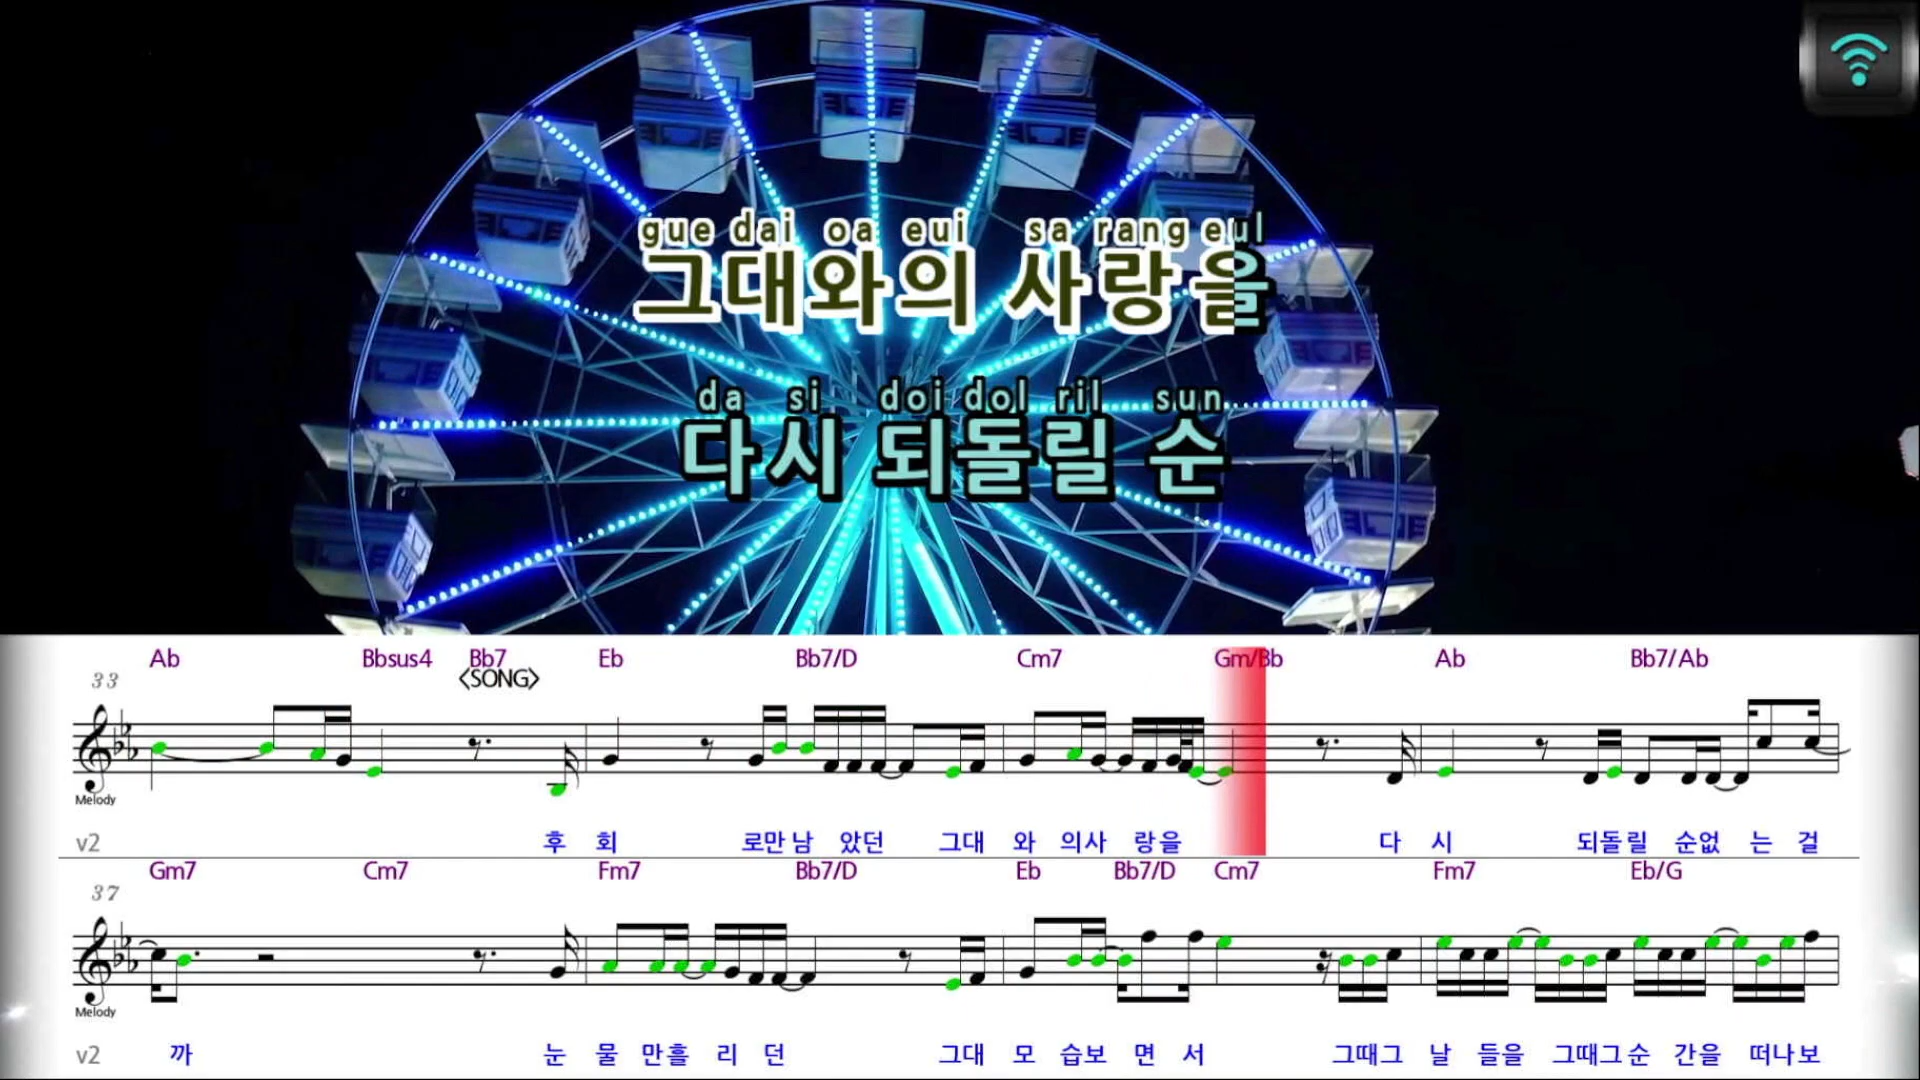 gue dai oa eui sa rang eul
그대와의 사랑을
da si doi dol ril sun
다시 되돌릴 순
Ab Bbsus4 Bb7 Eb Bb7/D Cm7 Gm/Bb Ab Bb7/Ab
<SONG>
33
Melody
v2 후 회 로만남 았던 그대 와 의사 랑을 다 시 되돌릴 순없 는 걸
Gm7 Cm7 Fm7 Bb7/D Eb Bb7/D Cm7 Fm7 Eb/G
37
Melody
v2 까 눈 물 만흘 리 던 그대 모 습보 면 서 그때그 날 들을 그때그순 간을 떠나보